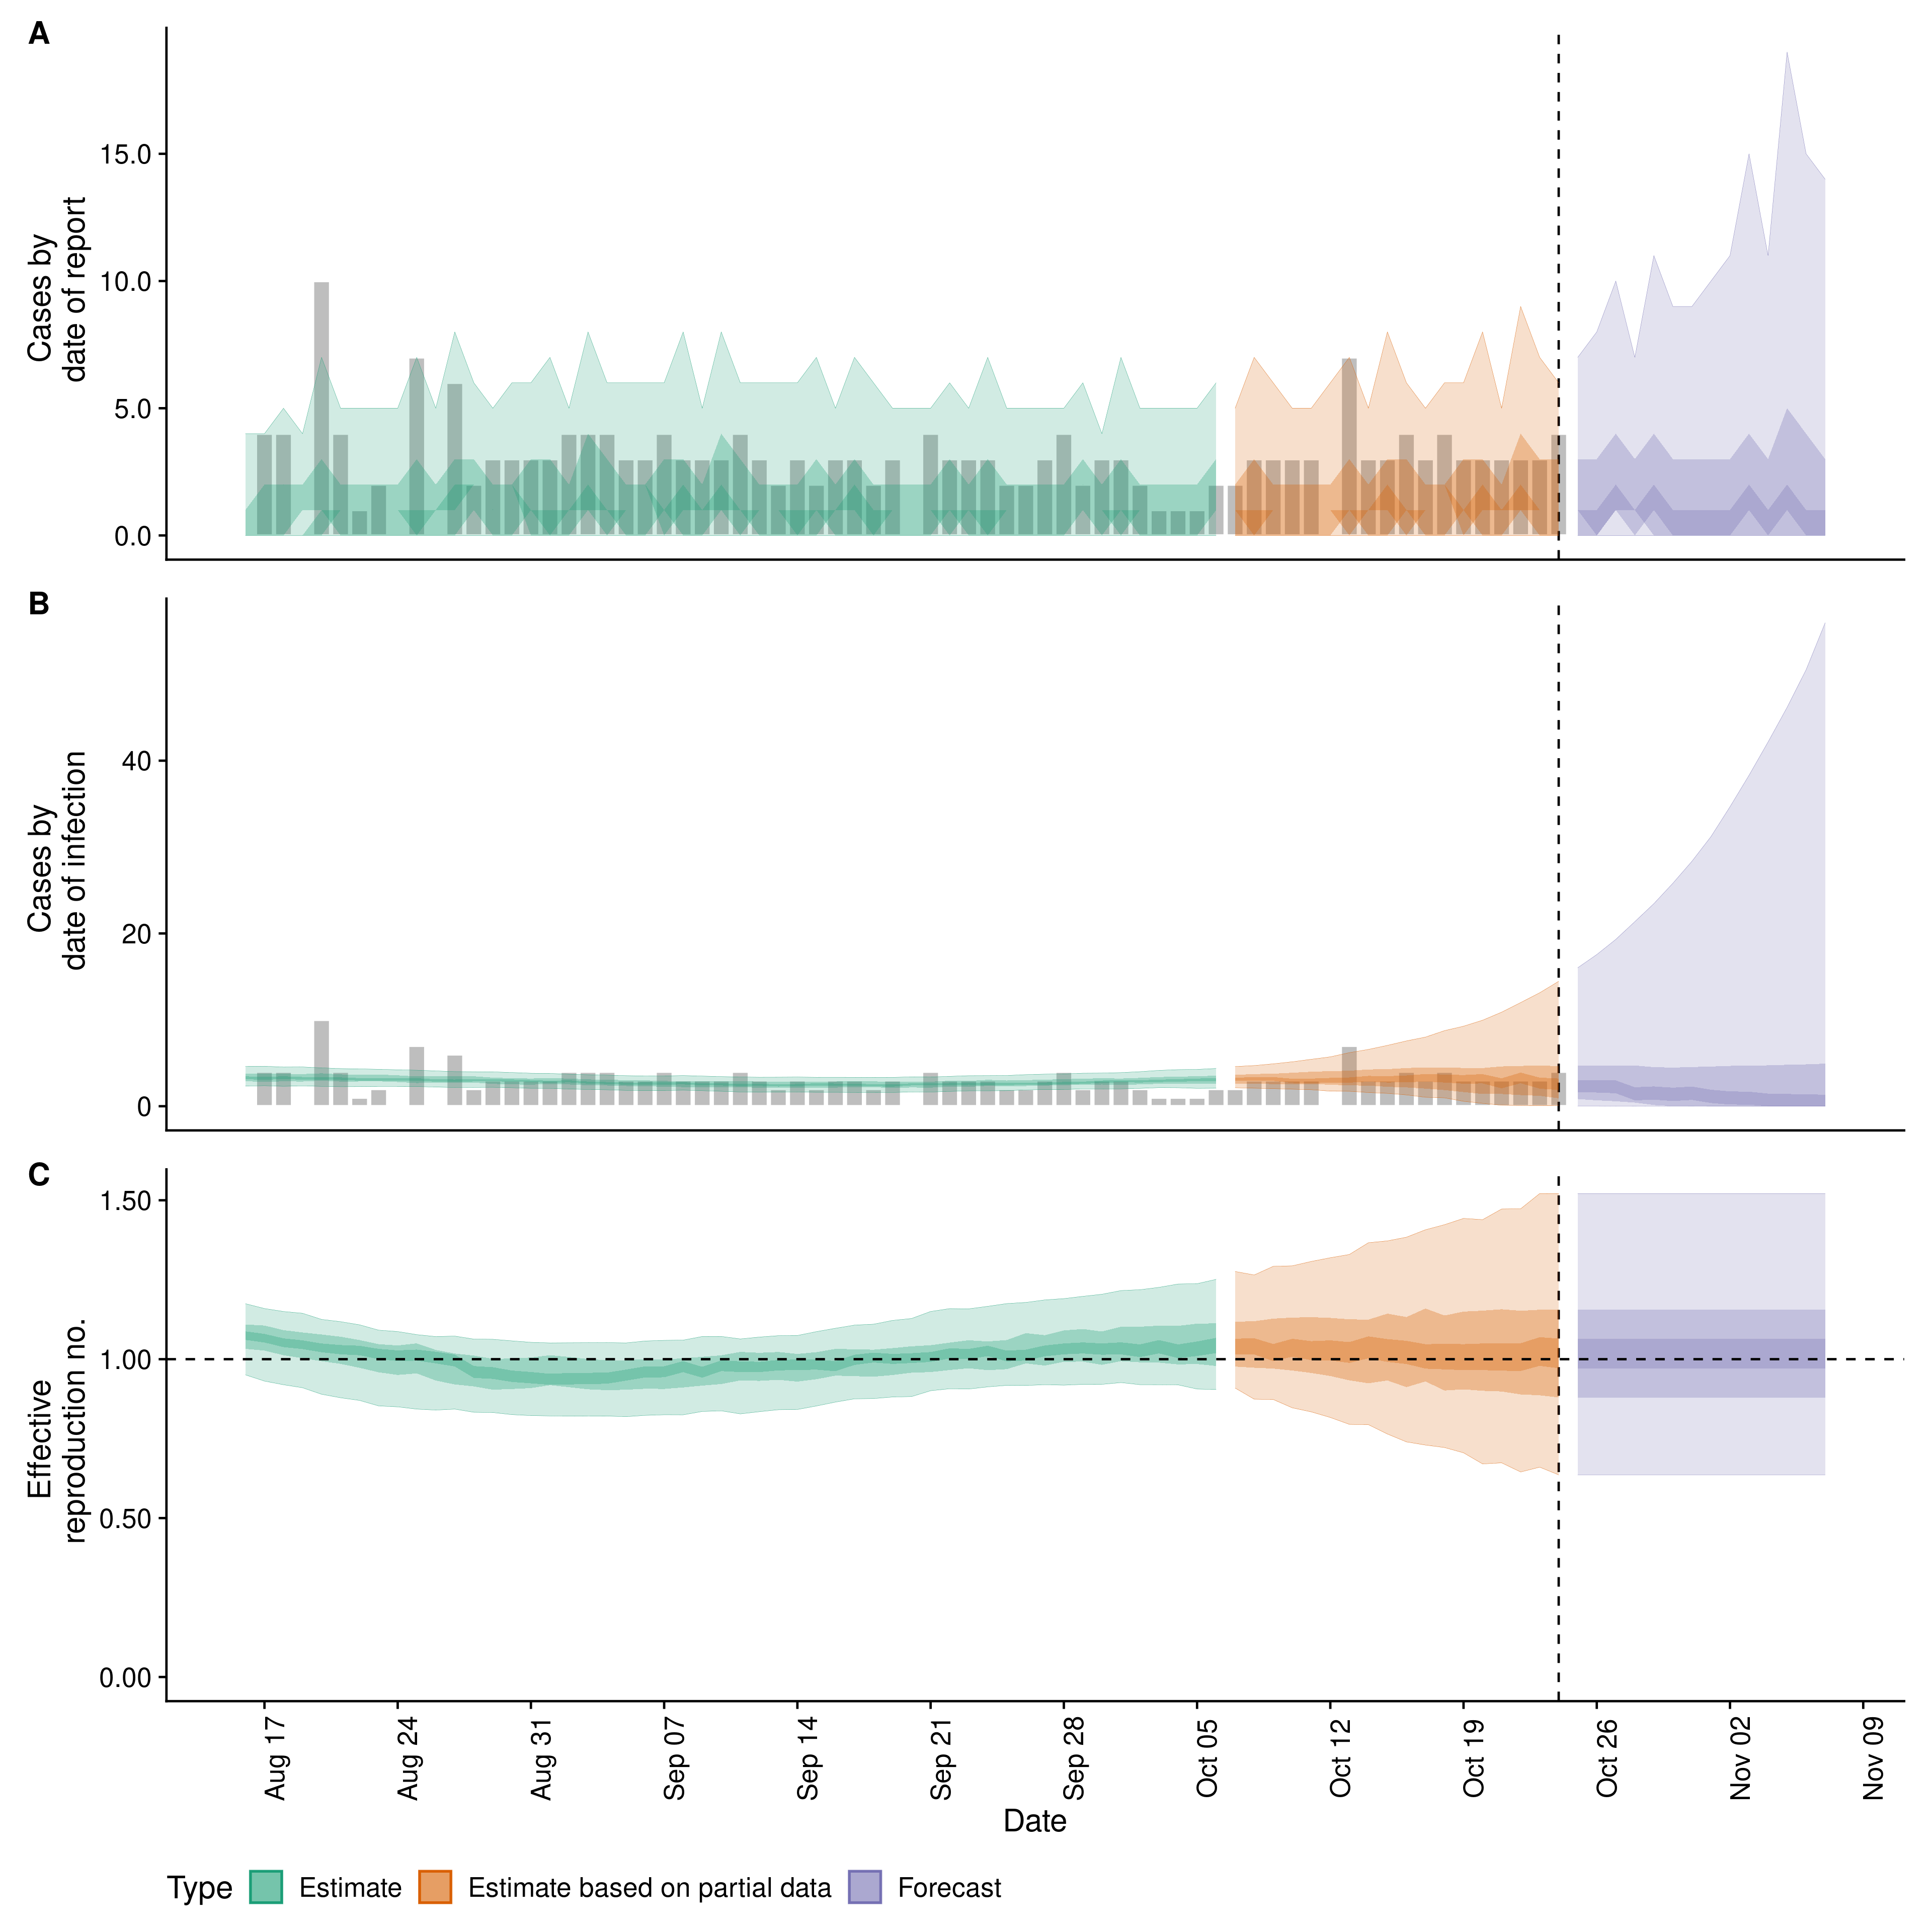 A
Cases by
date of report
15.0
10.0
5.0
0.0
B
Cases by
date of infection
40
20
0
C
Effective
reproduction no.
1.50
1.00
0.50
0.00
Aug 17
Aug 24
Aug 31
Sep 07
Sep 14
Sep 21
Sep 28
Oct 05
Oct 12
Oct 19
Oct 26
Nov 02
Nov 09
Date
Type Estimate Estimate based on partial data Forecast